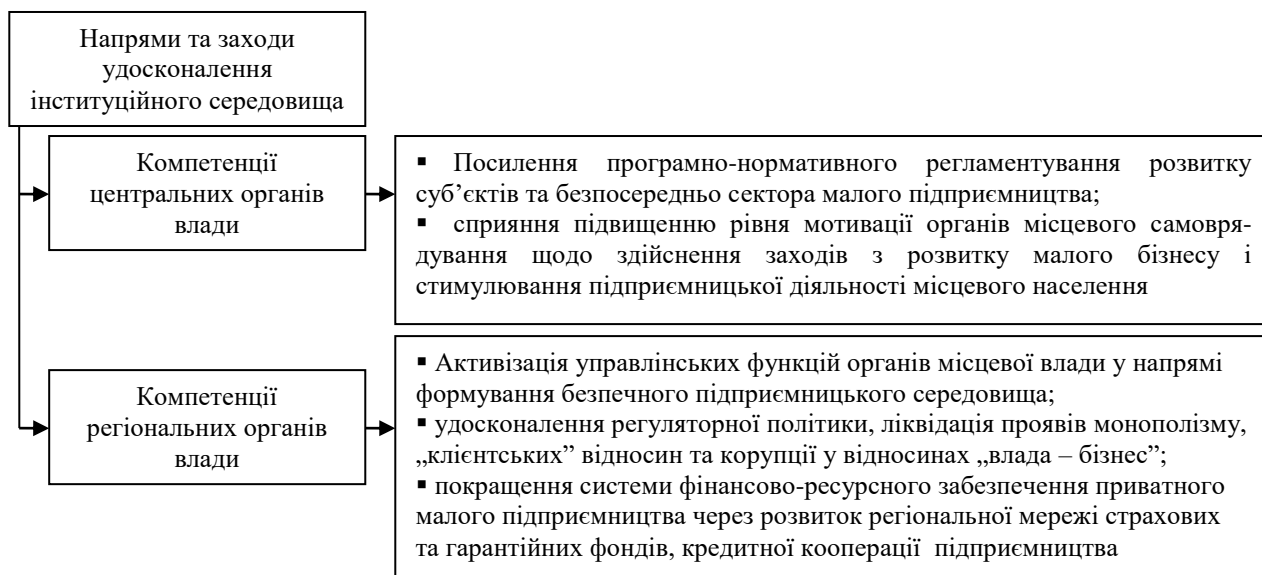 Напрями та заходи
удосконалення
інституційного середовища
Компетенції
центральних органів
влади
▪ Посилення програмно-нормативного регламентування розвитку
суб’єктів та безпосередньо сектора малого підприємництва;
▪ сприяння підвищенню рівня мотивації органів місцевого самовря-
дування щодо здійснення заходів з розвитку малого бізнесу і
стимулювання підприємницької діяльності місцевого населення
Компетенції
регіональних органів
влади
▪ Активізація управлінських функцій органів місцевої влади у напрямі
формування безпечного підприємницького середовища;
▪ удосконалення регуляторної політики, ліквідація проявів монополізму,
„клієнтських” відносин та корупції у відносинах „влада – бізнес”;
▪ покращення системи фінансово-ресурсного забезпечення приватного
малого підприємництва через розвиток регіональної мережі страхових
та гарантійних фондів, кредитної кооперації підприємництва